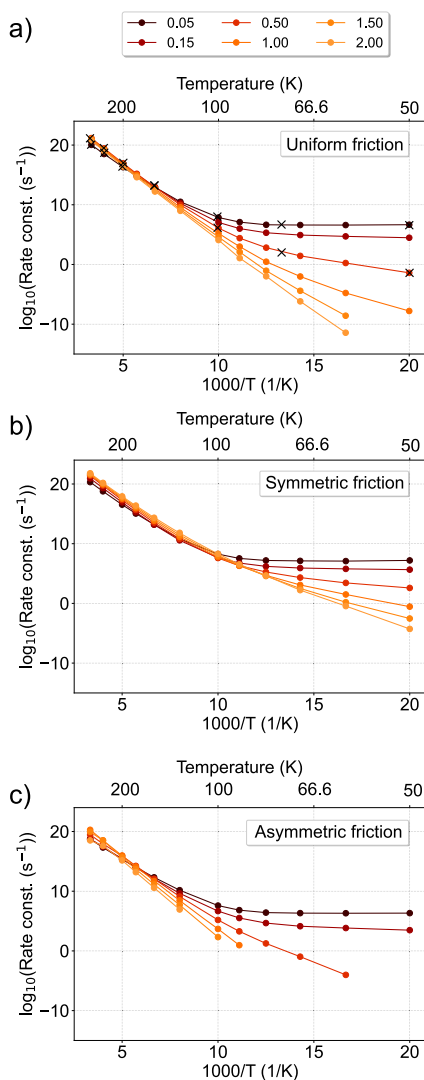 a)
0.05 0.50 1.50
0.15 1.00 2.00
Temperature (K)
200 100 66.6 50
Uniform friction
20
10
0
−10
log₁₀(Rate const. (s⁻¹))
5 10 15 20
1000/T (1/K)
b)
Temperature (K)
200 100 66.6 50
Symmetric friction
20
10
0
−10
log₁₀(Rate const. (s⁻¹))
5 10 15 20
1000/T (1/K)
c)
Temperature (K)
200 100 66.6 50
Asymmetric friction
20
10
0
−10
log₁₀(Rate const. (s⁻¹))
5 10 15 20
1000/T (1/K)